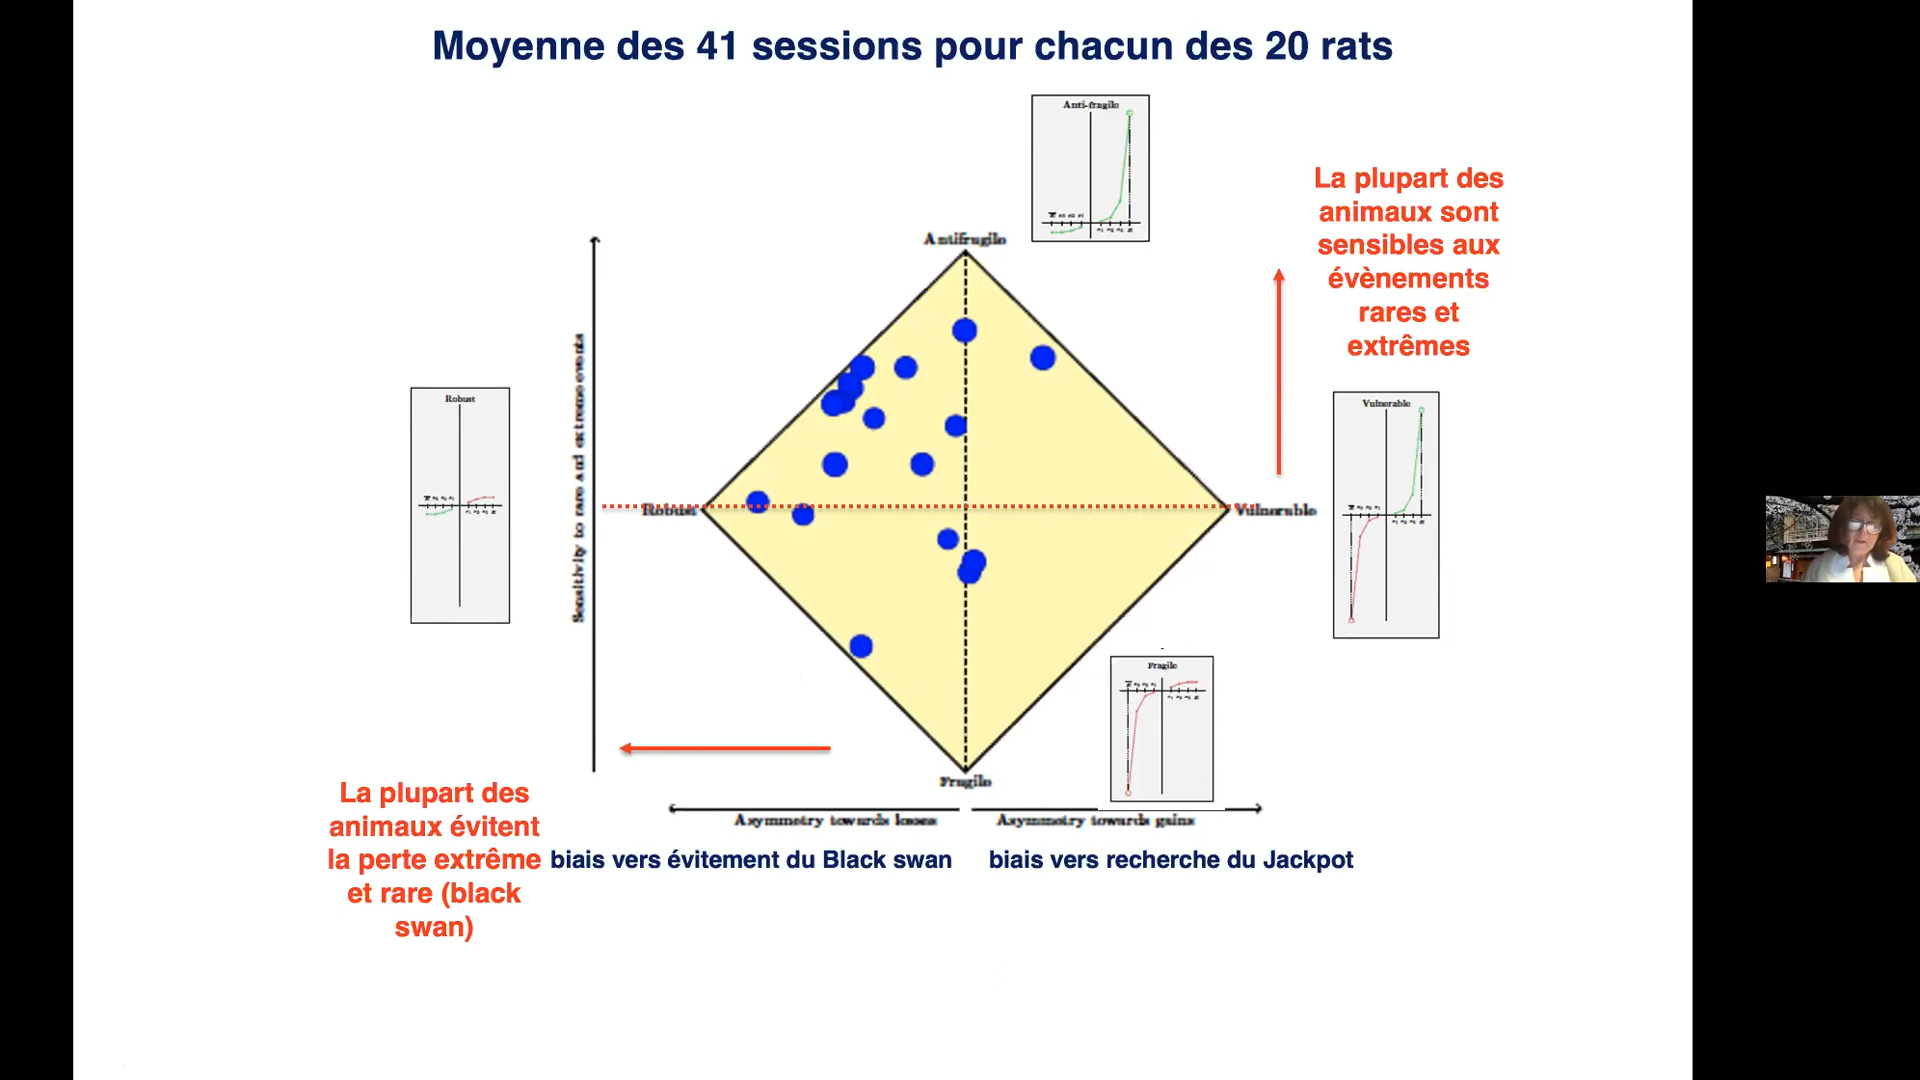 Moyenne des 41 sessions pour chacun des 20 rats
Anti-fragile
La plupart des
animaux sont
sensibles aux
évènements
rares et
extrêmes
Antifragile
Sensitivity to rare and extreme events
Robust
Vulnerable
Robust
Vulnerable
Fragile
Fragile
Asymmetry towards losses
Asymmetry towards gains
La plupart des
animaux évitent
la perte extrême
et rare (black
swan)
biais vers évitement du Black swan
biais vers recherche du Jackpot